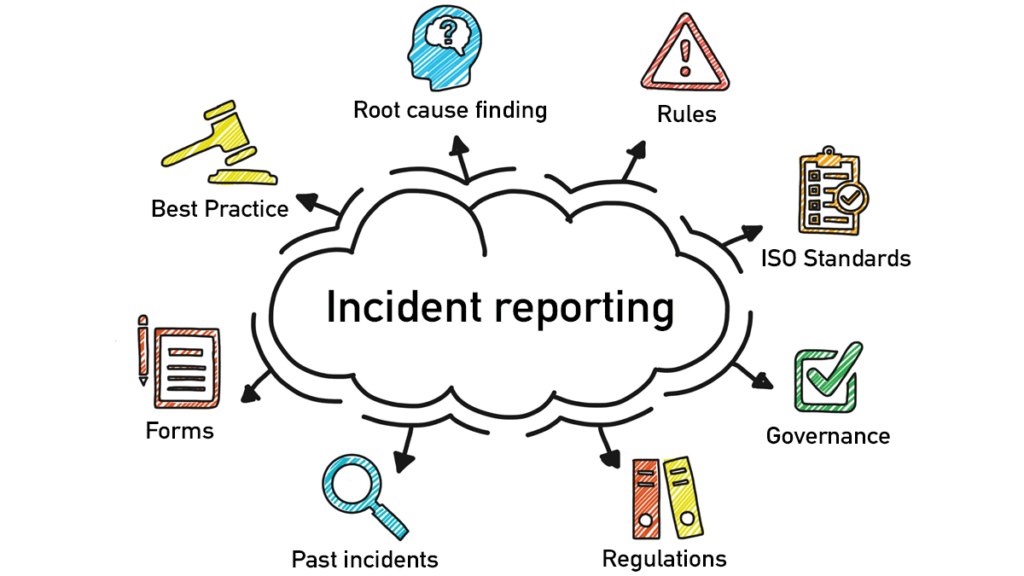 Root cause finding
Rules
Best Practice
ISO Standards
Incident reporting
Forms
Governance
Past incidents
Regulations